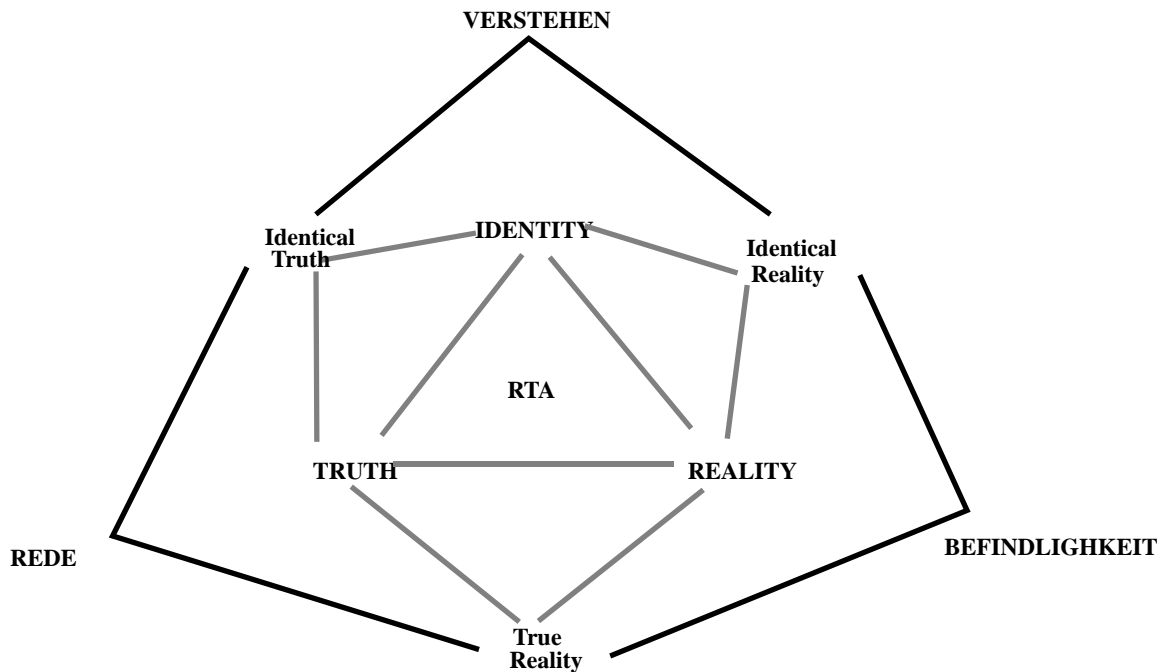 VERSTEHEN
IDENTITY
Identical
Truth
Identical
Reality
RTA
TRUTH
REALITY
REDE
BEFINDLIGHKEIT
True
Reality